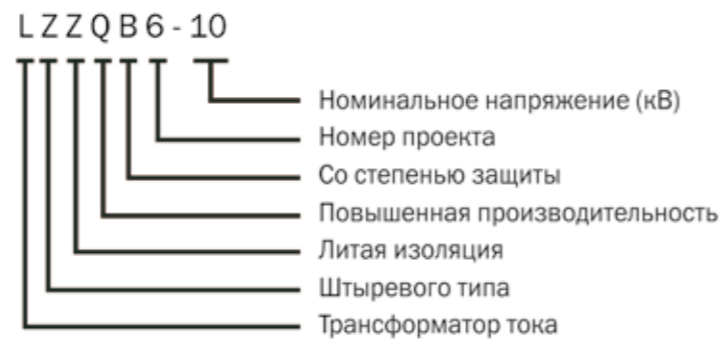 LZZQB6-10
Номинальное напряжение (кВ)
Номер проекта
Со степенью защиты
Повышенная производительность
Литая изоляция
Штыревого типа
Трансформатор тока